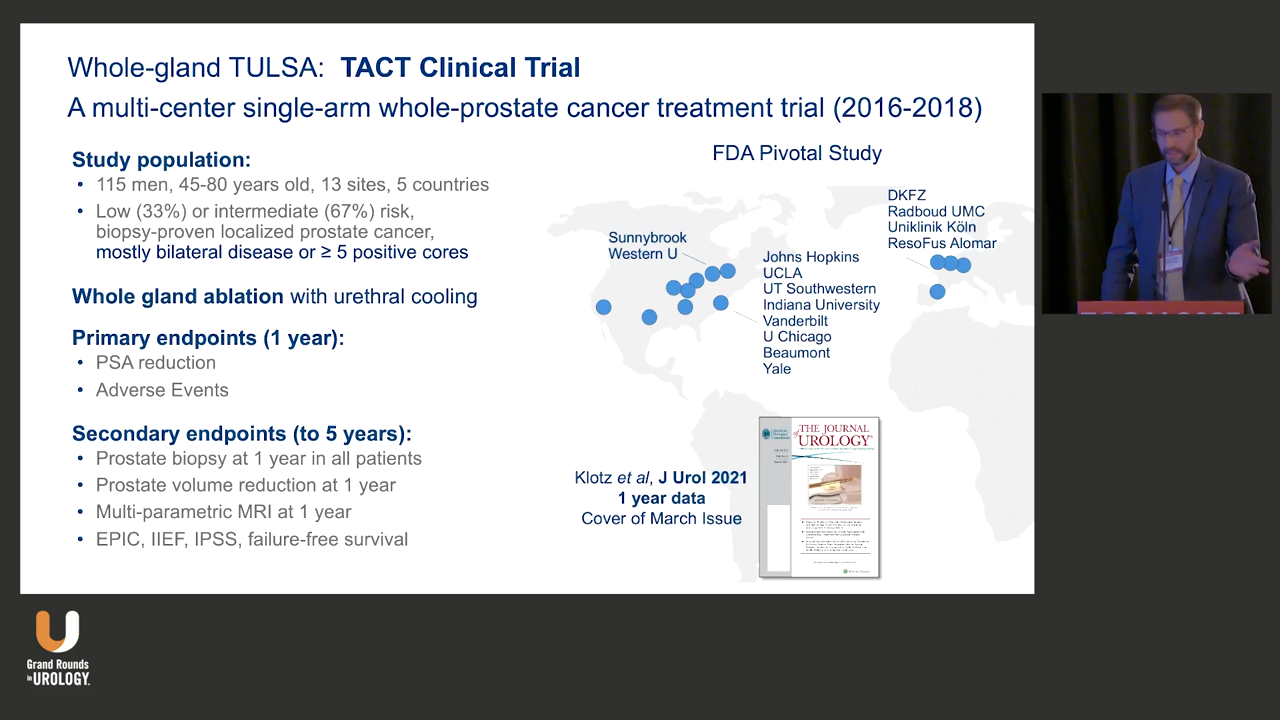 Whole-gland TULSA: TACT Clinical Trial
A multi-center single-arm whole-prostate cancer treatment trial (2016-2018)
Study population:
• 115 men, 45-80 years old, 13 sites, 5 countries
• Low (33%) or intermediate (67%) risk,
biopsy-proven localized prostate cancer,
mostly bilateral disease or ≥ 5 positive cores
Whole gland ablation with urethral cooling
Primary endpoints (1 year):
• PSA reduction
• Adverse Events
Secondary endpoints (to 5 years):
• Prostate biopsy at 1 year in all patients
• Prostate volume reduction at 1 year
• Multi-parametric MRI at 1 year
• EPIC, IIEF, IPSS, failure-free survival
FDA Pivotal Study
Sunnybrook
Western U
Johns Hopkins
UCLA
UT Southwestern
Indiana University
Vanderbilt
U Chicago
Beaumont
Yale
DKFZ
Radboud UMC
Uniklinik Köln
ResoFus Alomar
Klotz et al, J Urol 2021
1 year data
Cover of March Issue
THE JOURNAL
of UROLOGY
Grand Rounds
in UROLOGY